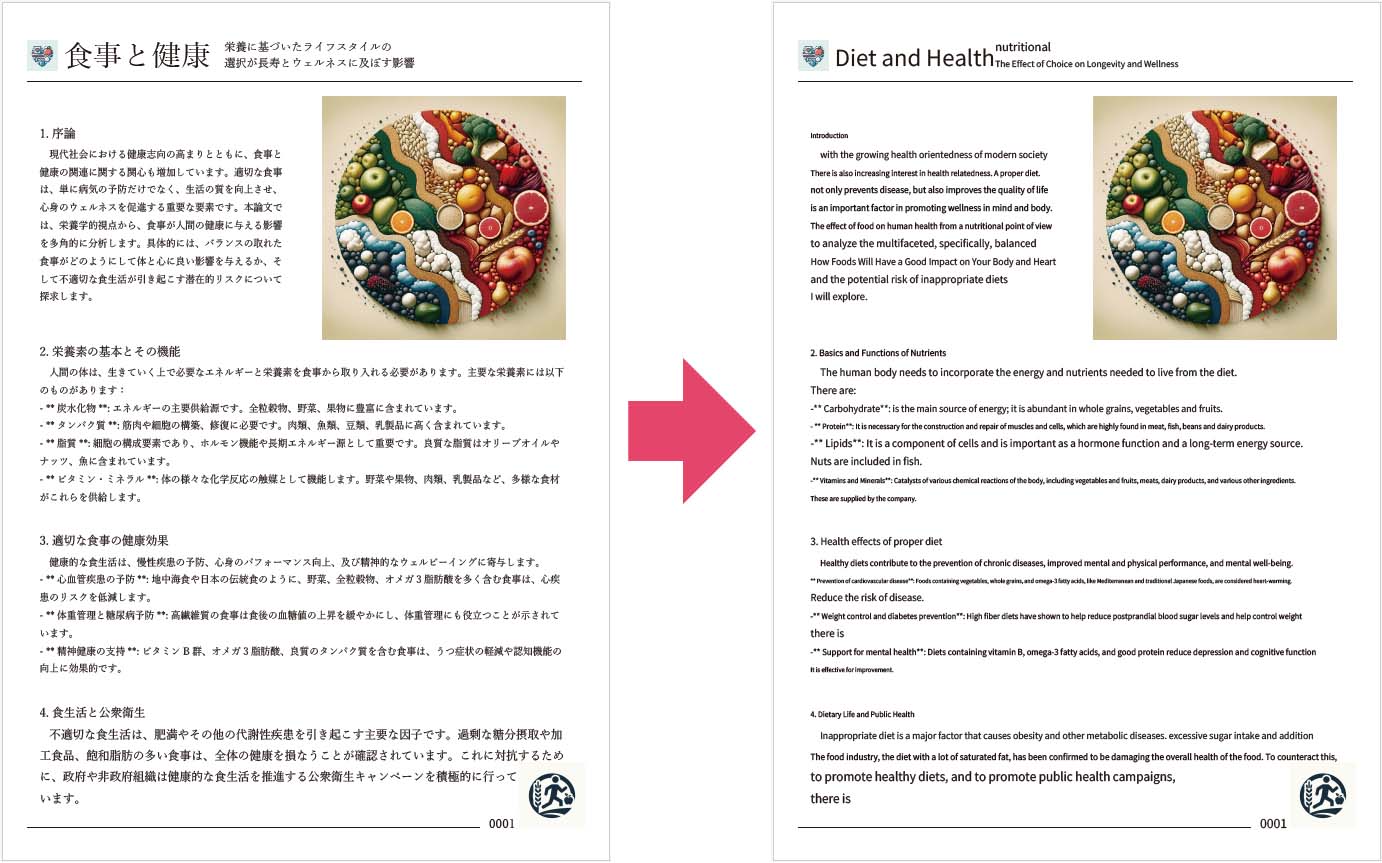 食事と健康
栄養に基づいたライフスタイルの
選択が長寿とウェルネスに及ぼす影響
1. 序論
現代社会における健康志向の高まりとともに、食事と
健康の関連に関する関心も増加しています。適切な食事
は、単に病気の予防だけでなく、生活の質を向上させ、
心身のウェルネスを促進する重要な要素です。本論文で
は、栄養学的視点から、食事が人間の健康に与える影響
を多角的に分析します。具体的には、バランスの取れた
食事がどのようにして体と心に良い影響を与えるか、そ
して不適切な食生活が引き起こす潜在的リスクについて
探求します。
2. 栄養素の基本とその機能
人間の体は、生きていく上で必要なエネルギーと栄養素を食事から取り入れる必要があります。主要な栄養素には以下
のものがあります：
- ** 炭水化物 **: エネルギーの主要供給源です。全粒穀物、野菜、果物に豊富に含まれています。
- ** タンパク質 **: 筋肉や細胞の構築、修復に必要です。肉類、魚類、豆類、乳製品に高く含まれています。
- ** 脂質 **: 細胞の構成要素であり、ホルモン機能や長期エネルギー源として重要です。良質な脂質はオリーブオイルや
ナッツ、魚に含まれています。
- ** ビタミン・ミネラル **: 体の様々な化学反応の触媒として機能します。野菜や果物、肉類、乳製品など、多様な食材
がこれらを供給します。
3. 適切な食事の健康効果
健康的な食生活は、慢性疾患の予防、心身のパフォーマンス向上、及び精神的なウェルビーイングに寄与します。
- ** 心血管疾患の予防 **: 地中海食や日本の伝統食のように、野菜、全粒穀物、オメガ 3 脂肪酸を多く含む食事は、心疾
患のリスクを低減します。
- ** 体重管理と糖尿病予防 **: 高繊維質の食事は食後の血糖値の上昇を緩やかにし、体重管理にも役立つことが示されて
います。
- ** 精神健康の支持 **: ビタミン B 群、オメガ 3 脂肪酸、良質のタンパク質を含む食事は、うつ症状の軽減や認知機能の
向上に効果的です。
4. 食生活と公衆衛生
不適切な食生活は、肥満やその他の代謝性疾患を引き起こす主要な因子です。過剰な糖分摂取や加
工食品、飽和脂肪の多い食事は、全体の健康を損なうことが確認されています。これに対抗するため
に、政府や非政府組織は健康的な食生活を推進する公衆衛生キャンペーンを積極的に行って
います。
0001
Diet and Health
nutritional
The Effect of Choice on Longevity and Wellness
Introduction
with the growing health orientedness of modern society
There is also increasing interest in health relatedness. A proper diet.
not only prevents disease, but also improves the quality of life
is an important factor in promoting wellness in mind and body.
The effect of food on human health from a nutritional point of view
to analyze the multifaceted, specifically, balanced
How Foods Will Have a Good Impact on Your Body and Heart
and the potential risk of inappropriate diets
I will explore.
2. Basics and Functions of Nutrients
The human body needs to incorporate the energy and nutrients needed to live from the diet.
There are:
-** Carbohydrate**: is the main source of energy; it is abundant in whole grains, vegetables and fruits.
-** Protein**: It is necessary for the construction and repair of muscles and cells, which are highly found in meat, fish, beans and dairy products.
-** Lipids**: It is a component of cells and is important as a hormone function and a long-term energy source.
Nuts are included in fish.
-** Vitamins and Minerals**: Catalysts of various chemical reactions of the body, including vegetables and fruits, meats, dairy products, and various other ingredients.
These are supplied by the company.
3. Health effects of proper diet
Healthy diets contribute to the prevention of chronic diseases, improved mental and physical performance, and mental well-being.
** Prevention of cardiovascular disease**: Foods containing vegetables, whole grains, and omega-3 fatty acids, like Mediterranean and traditional Japanese foods, are considered heart-warming.
Reduce the risk of disease.
-** Weight control and diabetes prevention**: High fiber diets have shown to help reduce postprandial blood sugar levels and help control weight
there is
-** Support for mental health**: Diets containing vitamin B, omega-3 fatty acids, and good protein reduce depression and cognitive function
It is effective for improvement.
4. Dietary Life and Public Health
Inappropriate diet is a major factor that causes obesity and other metabolic diseases. excessive sugar intake and addition
The food industry, the diet with a lot of saturated fat, has been confirmed to be damaging the overall health of the food. To counteract this,
to promote healthy diets, and to promote public health campaigns,
there is
0001